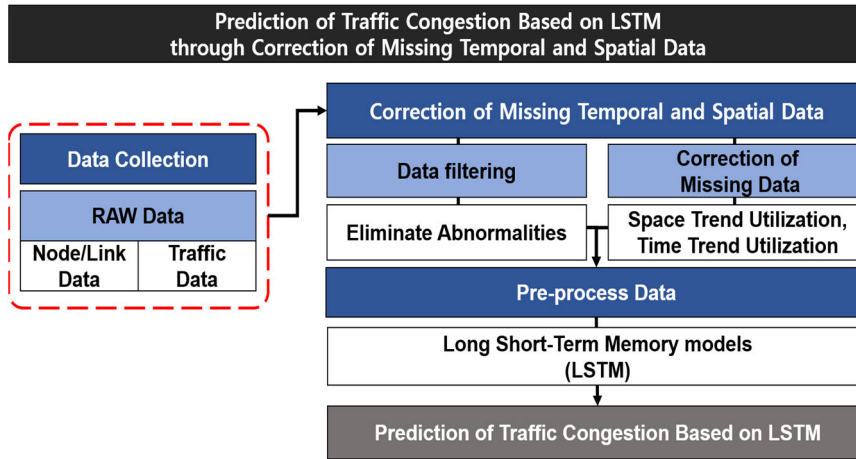 Prediction of Traffic Congestion Based on LSTM
through Correction of Missing Temporal and Spatial Data
Data Collection
RAW Data
Node/Link
Data
Traffic
Data
Correction of Missing Temporal and Spatial Data
Data filtering
Correction of
Missing Data
Eliminate Abnormalities
Space Trend Utilization,
Time Trend Utilization
Pre-process Data
Long Short-Term Memory models
(LSTM)
Prediction of Traffic Congestion Based on LSTM